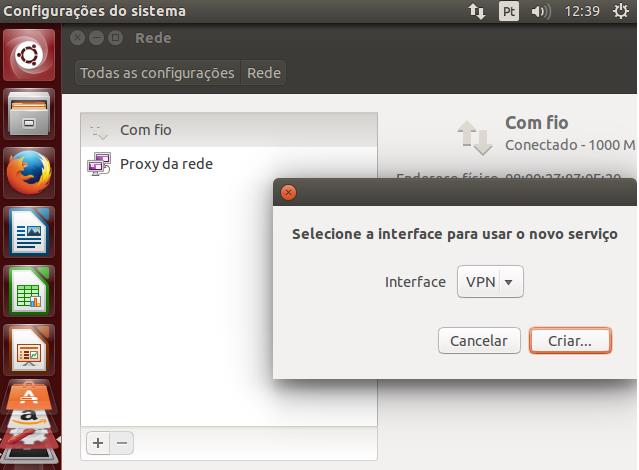 Configurações do sistema
Pt
12:39
Rede
Todas as configurações
Rede
Com fio
Proxy da rede
Com fio
Conectado - 1000 M
Selecione a interface para usar o novo serviço
Interface
VPN
Cancelar
Criar...